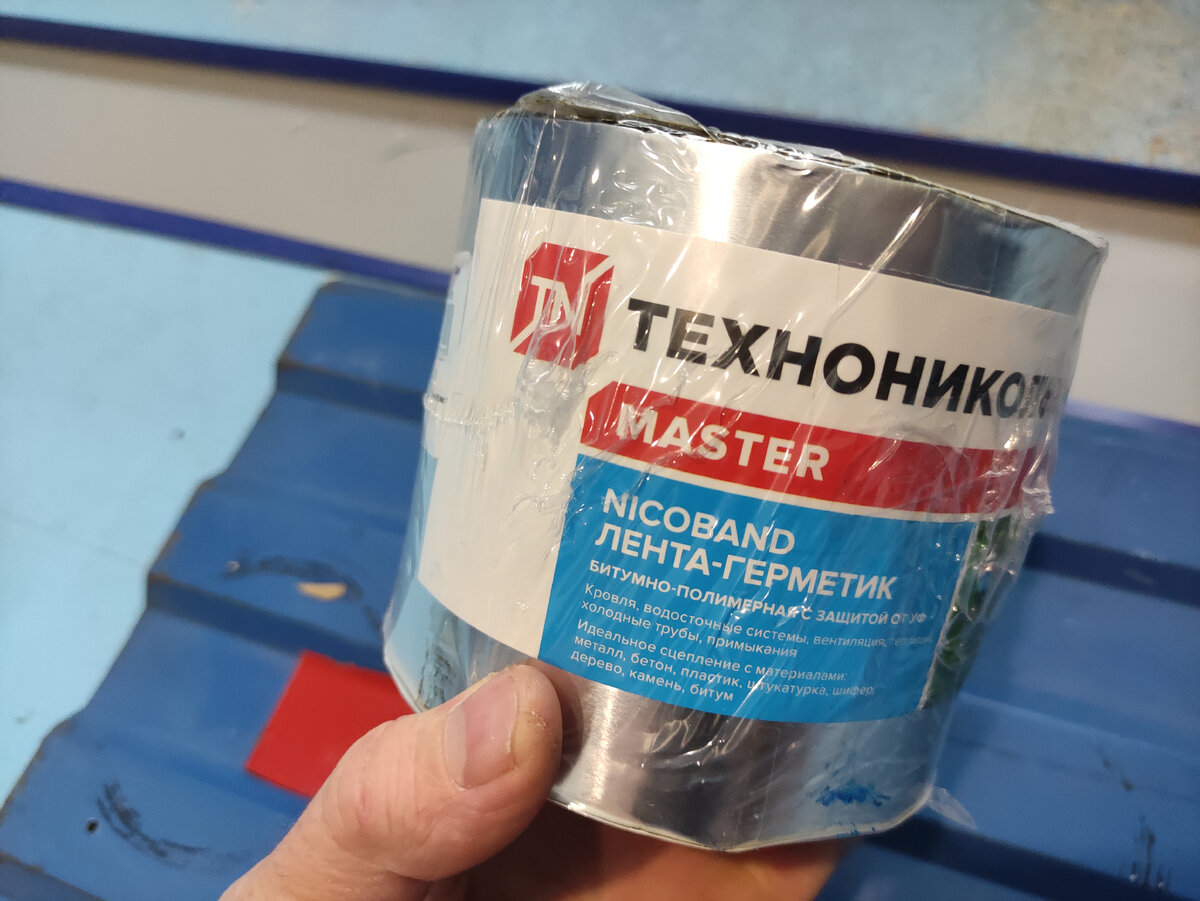 TN
ТЕХНОНИКОЛЬ
MASTER
NICOBAND
ЛЕНТА-ГЕРМЕТИК
БИТУМНО-ПОЛИМЕРНАЯ С ЗАЩИТОЙ ОТ УФ
Кровля, водосточные системы, вентиляция,
холодные трубы, примыкания
Идеальное сцепление с материалами:
металл, бетон, пластик, штукатурка, шифер,
дерево, камень, битум